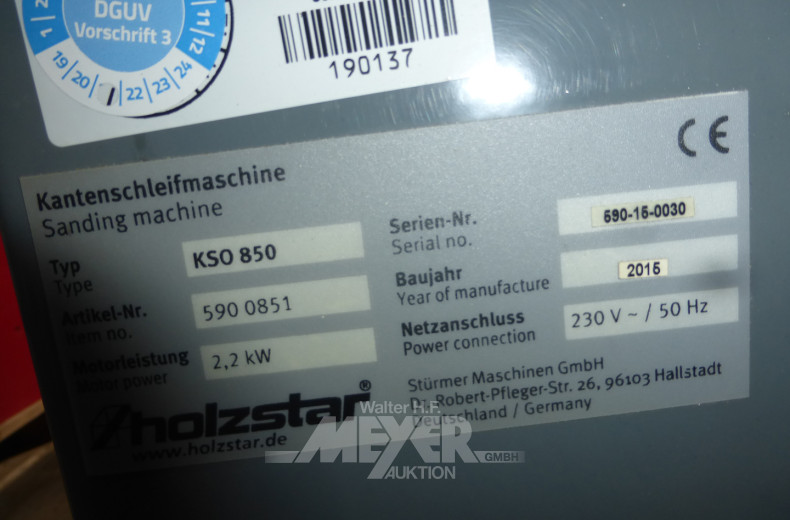 DGUV
Vorschrift 3
11/12
19/20/ /22/23/24
190137
CE
Kantenschleifmaschine
Sanding machine
Typ
Type
KSO 850
Artikel-Nr.
Item no.
590 0851
Motorleistung
Motor power
2,2 kW
Serien-Nr.
Serial no.
590-15-0030
Baujahr
Year of manufacture
2015
Netzanschluss
Power connection
230 V ~ / 50 Hz
holzstar®
www.holzstar.de
Stürmer Maschinen GmbH
Dr.-Robert-Pfleger-Str. 26, 96103 Hallstadt
Deutschland / Germany
Walter H.F.
MEYER
GMBH
AUKTION